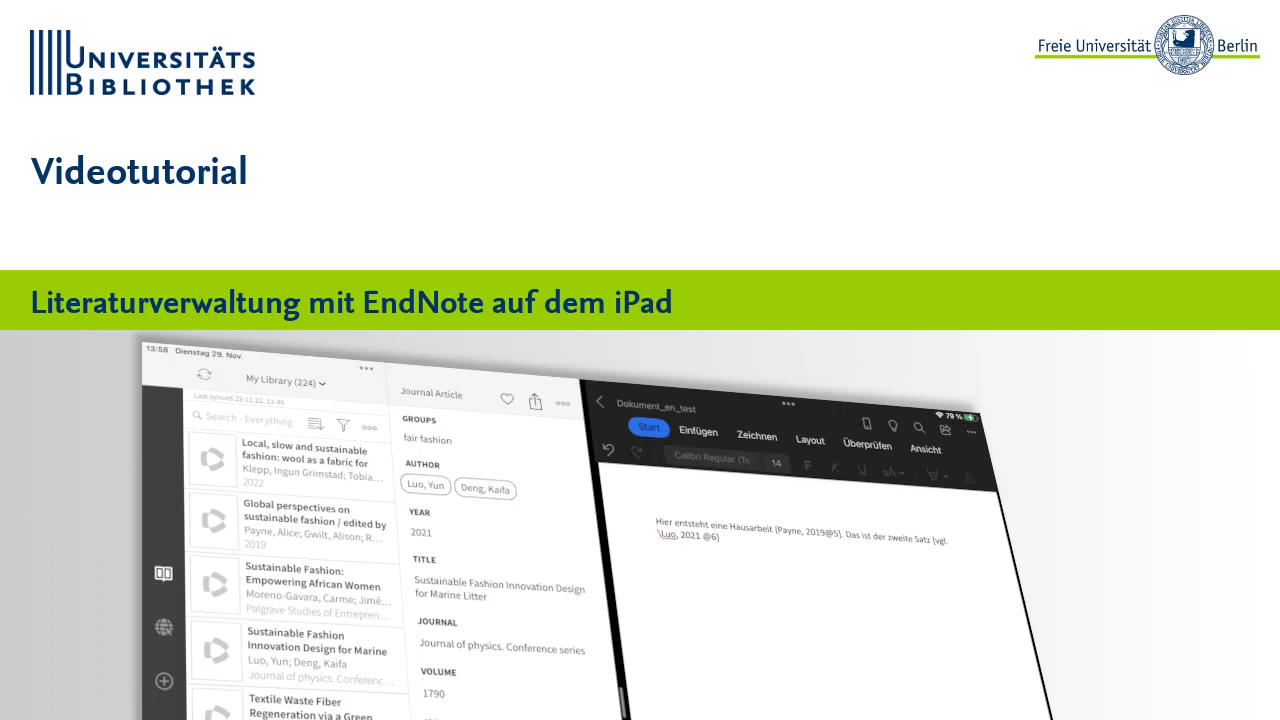 UNIVERSITÄTS
BIBLIOTHEK
Freie Universität Berlin
Videotutorial
Literaturverwaltung mit EndNote auf dem iPad
13:58 Dienstag 29. Nov.
My Library (224)
Last synced 29.11.22, 11:46
Search - Everything
Local, slow and sustainable
fashion: wool as a fabric for
Klepp, Ingun Grimstad; Tobia...
2022
Global perspectives on
sustainable fashion / edited by
Payne, Alice; Gwilt, Alison; R...
2019
Sustainable Fashion:
Empowering African Women
Moreno-Gavara, Carme; Jimé...
Palgrave Studies of Entrepren...
Sustainable Fashion
Innovation Design for Marine
Luo, Yun; Deng, Kaifa
Journal of physics. Conferenc...
Textile Waste Fiber
Regeneration via a Green
Journal Article
GROUPS
fair fashion
AUTHOR
Luo, Yun Deng, Kaifa
YEAR
2021
TITLE
Sustainable Fashion Innovation Design
for Marine Litter
JOURNAL
Journal of physics. Conference series
VOLUME
1790
79 %
Dokument_en_test
Start Einfügen Zeichnen Layout Überprüfen Ansicht
Calibri Regular (Te 14 F K U aA
Hier entsteht eine Hausarbeit {Payne, 2019@5}. Das ist der zweite Satz {vgl.
\Luo, 2021 @6}